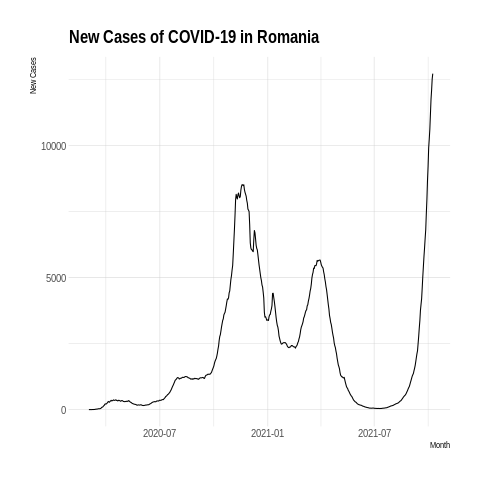 New Cases of COVID-19 in Romania
New Cases
10000
5000
0
2020-07
2021-01
2021-07
Month